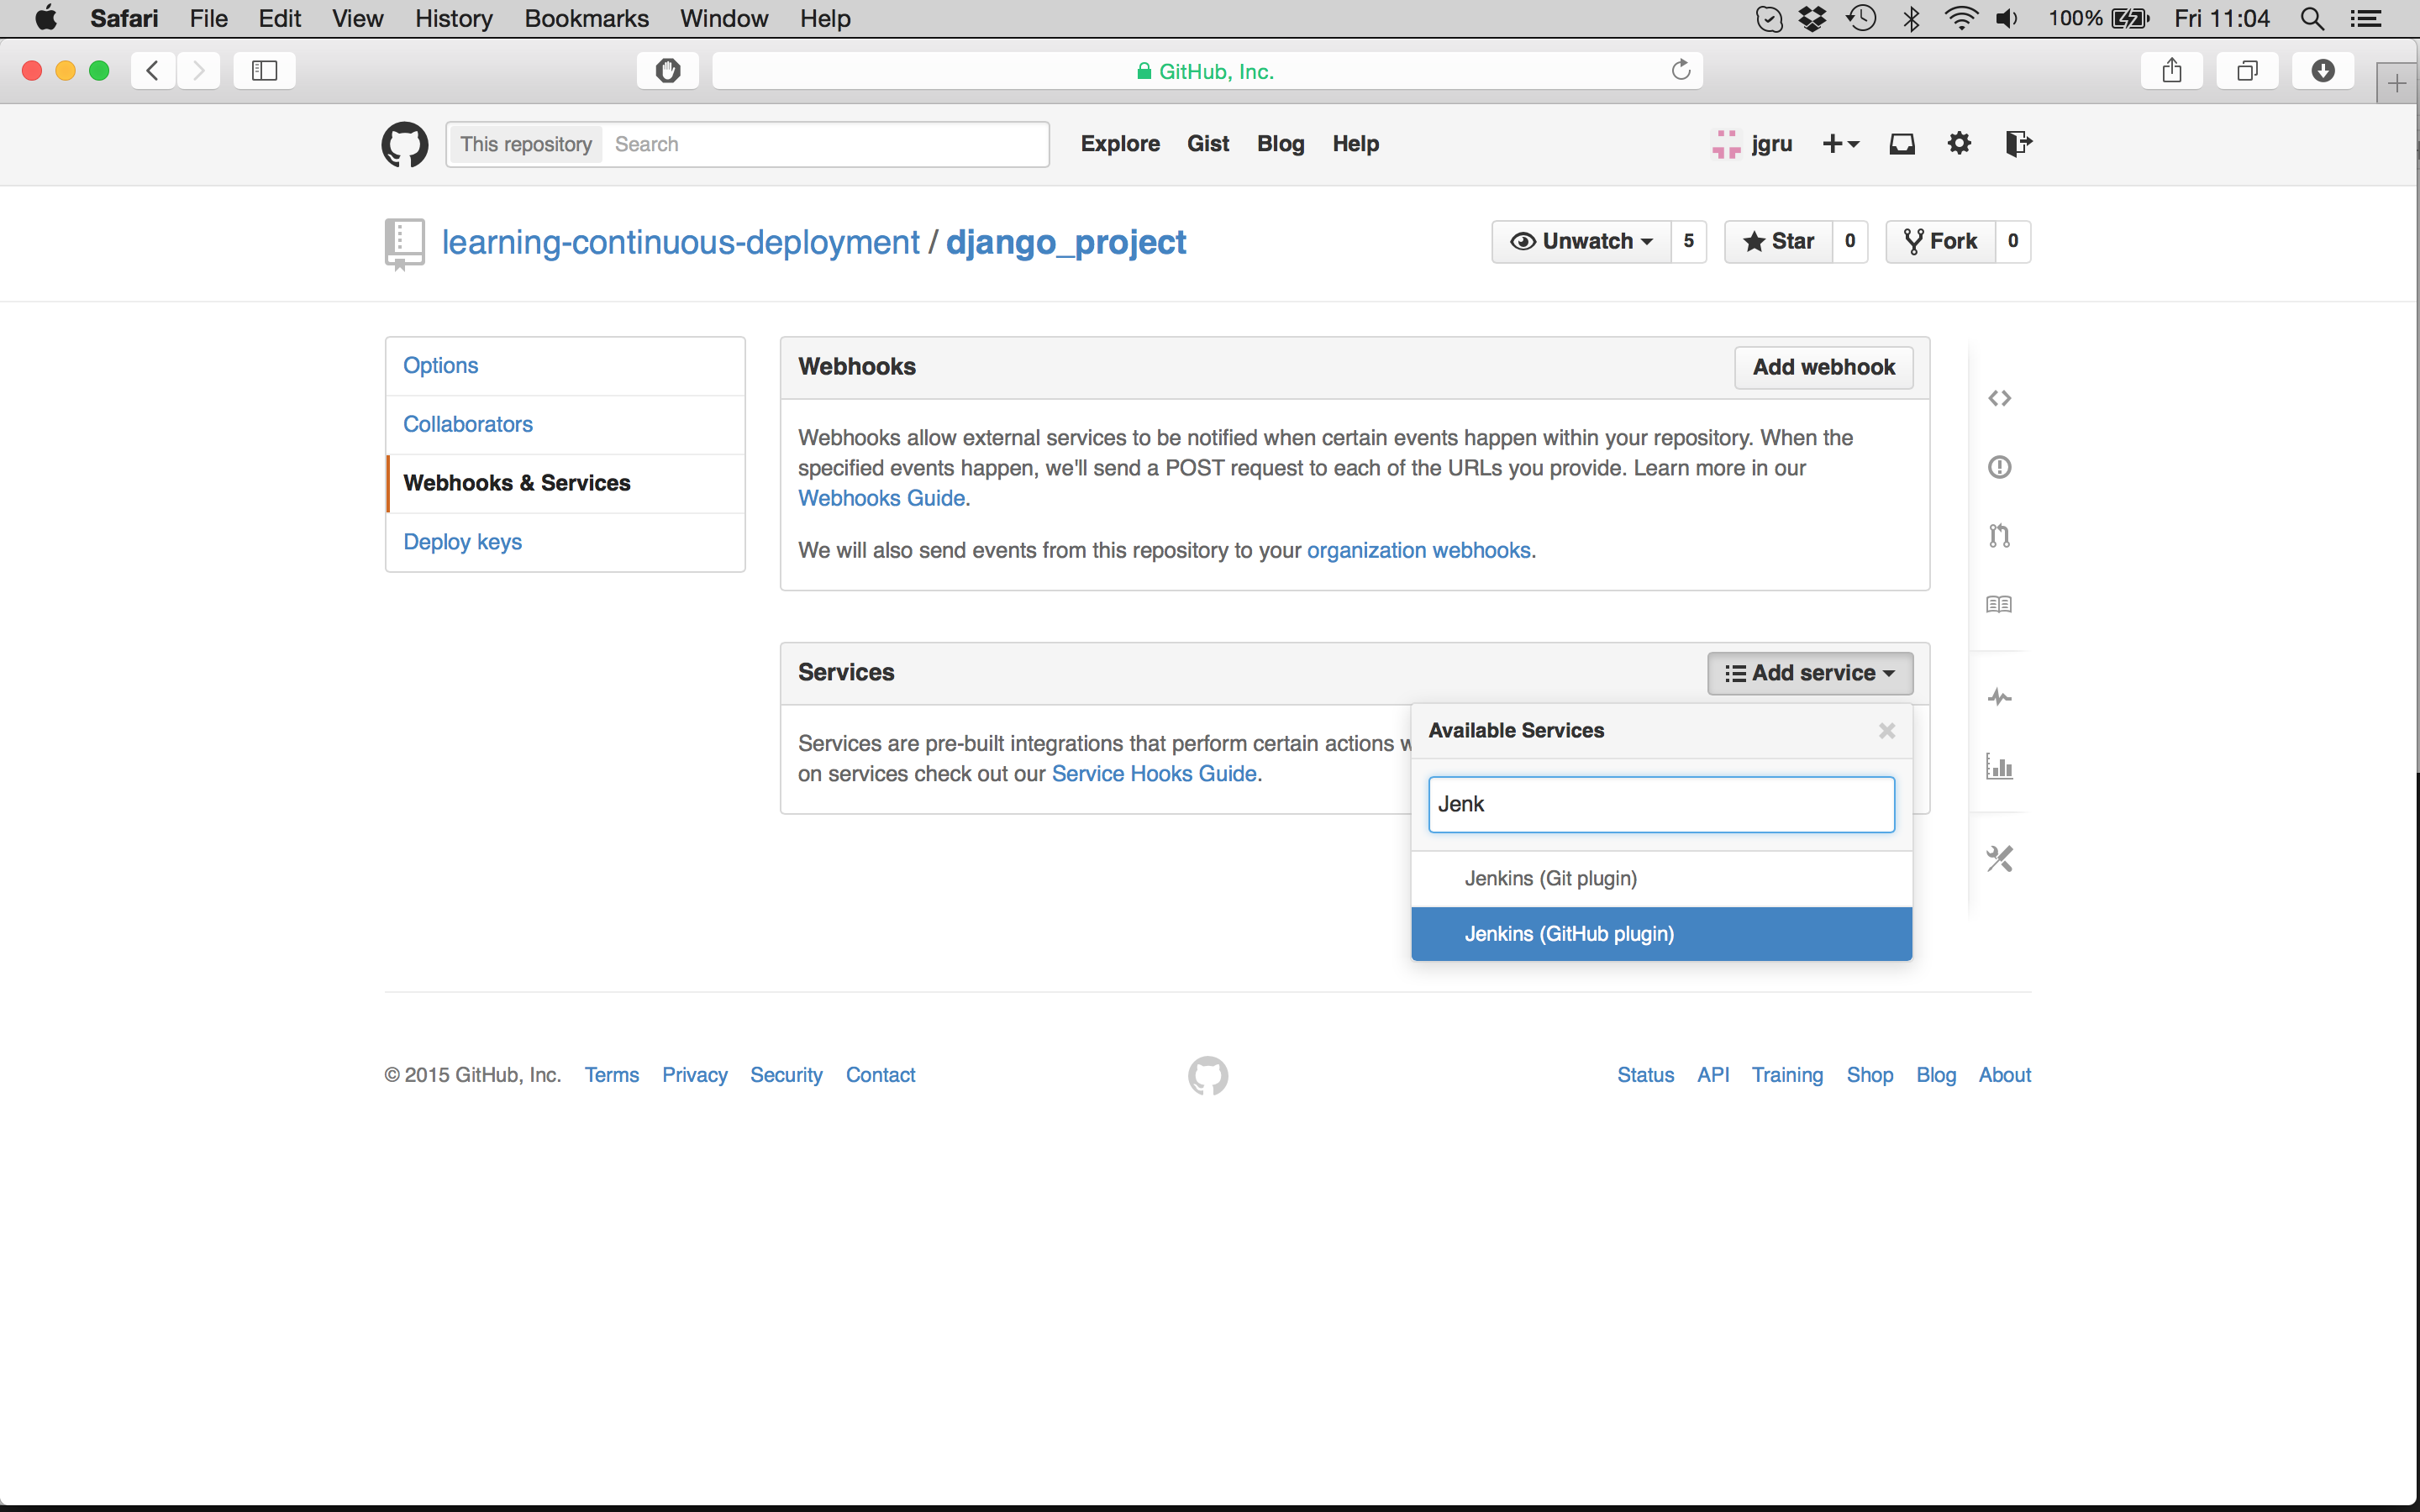 Safari File Edit View History Bookmarks Window Help 100% Fri 11:04
GitHub, Inc.
This repository Search Explore Gist Blog Help jgru
learning-continuous-deployment / django_project Unwatch 5 Star 0 Fork 0
Options
Collaborators
Webhooks & Services
Deploy keys
Webhooks Add webhook
Webhooks allow external services to be notified when certain events happen within your repository. When the
specified events happen, we'll send a POST request to each of the URLs you provide. Learn more in our
Webhooks Guide.
We will also send events from this repository to your organization webhooks.
Services Add service
Services are pre-built integrations that perform certain actions w
on services check out our Service Hooks Guide.
Available Services
Jenk
Jenkins (Git plugin)
Jenkins (GitHub plugin)
© 2015 GitHub, Inc. Terms Privacy Security Contact Status API Training Shop Blog About